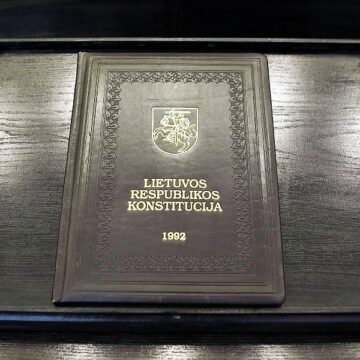 LIETUVOS
RESPUBLIKOS
KONSTITUCIJA
1992